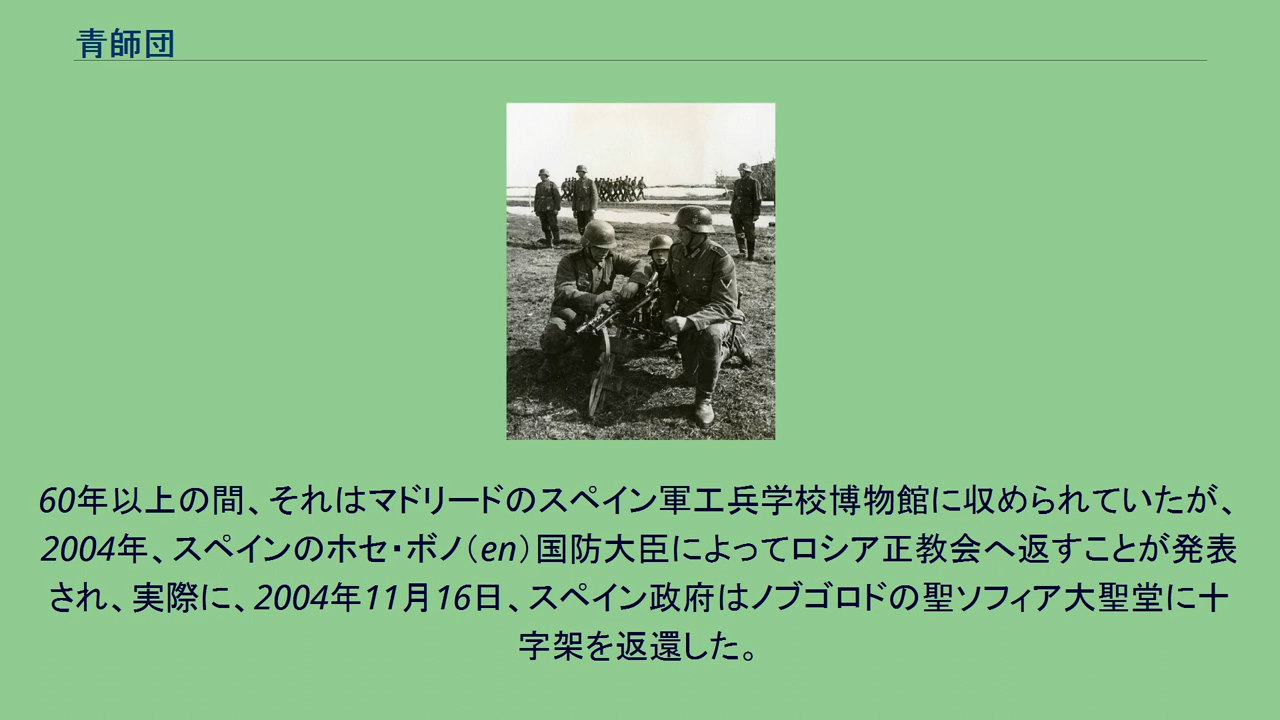 青師団
60年以上の間、それはマドリードのスペイン軍工兵学校博物館に収められていたが、
2004年、スペインのホセ・ボノ（en）国防大臣によってロシア正教会へ返すことが発表
され、実際に、2004年11月16日、スペイン政府はノブゴロドの聖ソフィア大聖堂に十
字架を返還した。